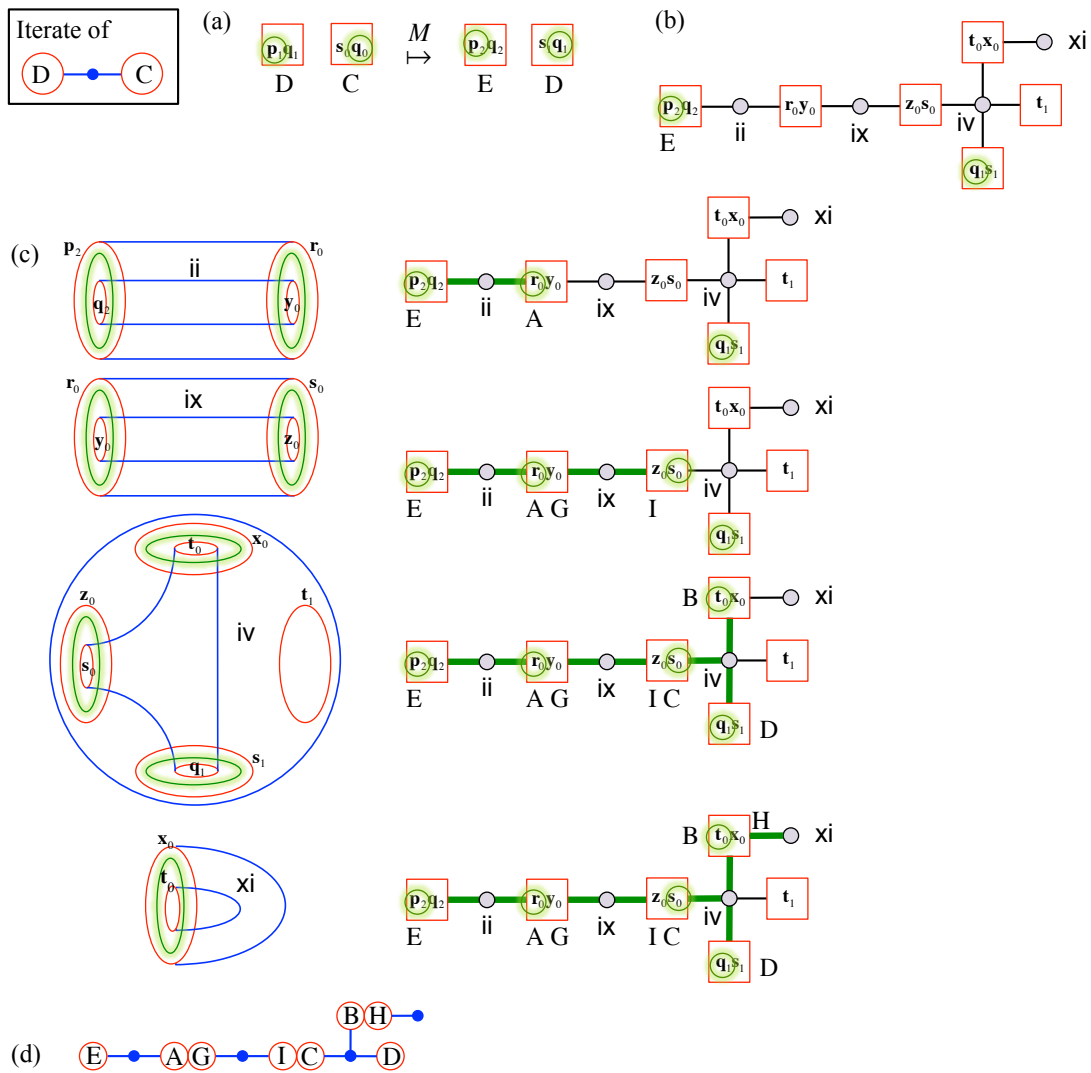 Iterate of
D C
(a)
p₁q₁ s₀q₀ M ↦ p₂q₂ s₁q₁
D C E D
(b)
t₀x₀ xi
p₂q₂ r₀y₀ z₀s₀ t₁
ii ix iv
E
q₁s₁
(c)
p₂ r₀
ii
q₂ y₀
t₀x₀ xi
p₂q₂ r₀y₀ z₀s₀ t₁
ii ix iv
E A
q₁s₁
r₀ s₀
ix
y₀ z₀
t₀x₀ xi
p₂q₂ r₀y₀ z₀s₀ t₁
ii ix iv
E A G I
q₁s₁
t₀ x₀
z₀ t₁
iv
s₀
q₁ s₁
B t₀x₀ xi
p₂q₂ r₀y₀ z₀s₀ t₁
ii ix iv
E A G I C
q₁s₁ D
x₀
t₀ xi
B t₀x₀ H xi
p₂q₂ r₀y₀ z₀s₀ t₁
ii ix iv
E A G I C
q₁s₁ D
(d)
B H
E A G I C D